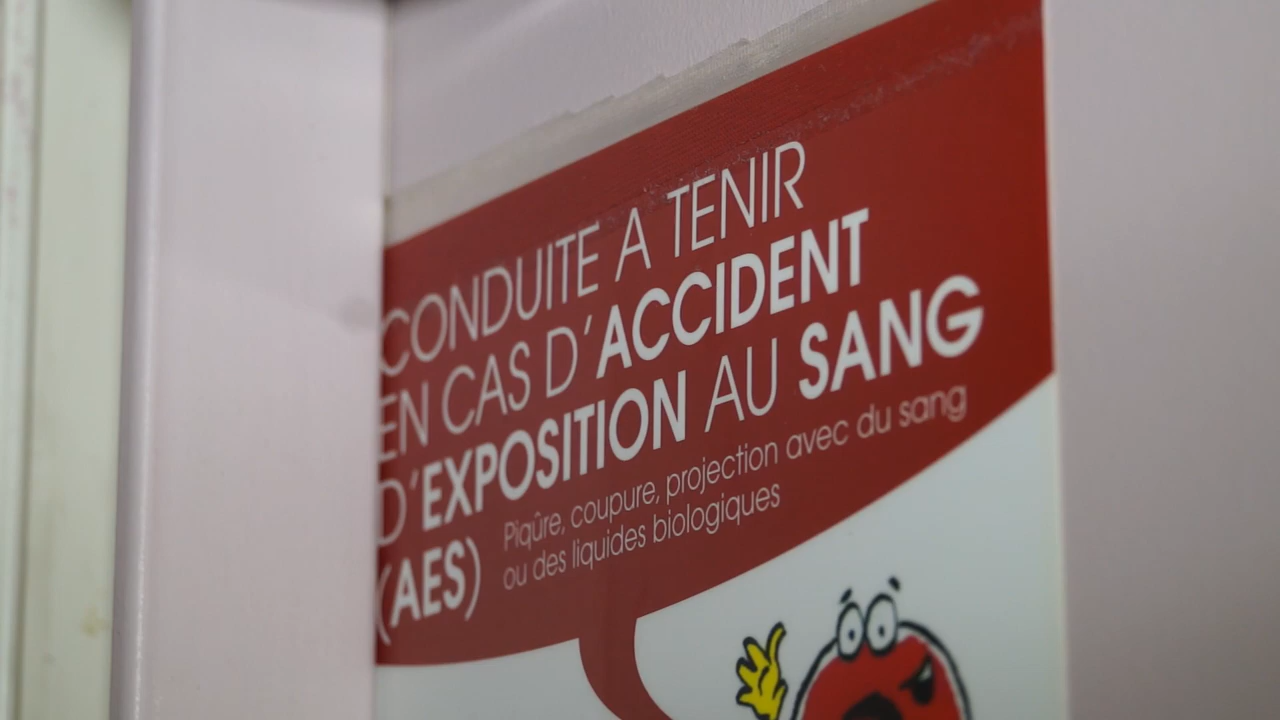 CONDUITE A TENIR
EN CAS D'ACCIDENT
D'EXPOSITION AU SANG
(AES)
Piqûre, coupure, projection avec du sang
ou des liquides biologiques